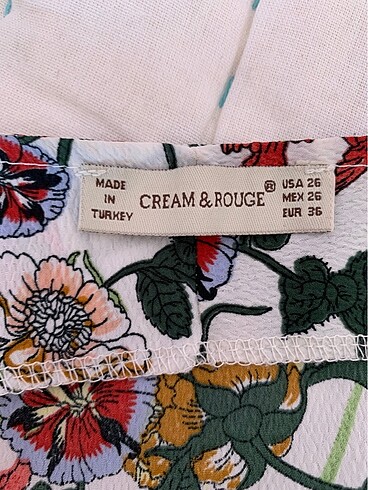 MADE
IN
TURKEY
CREAM & ROUGE®
USA 26
MEX 26
EUR 36